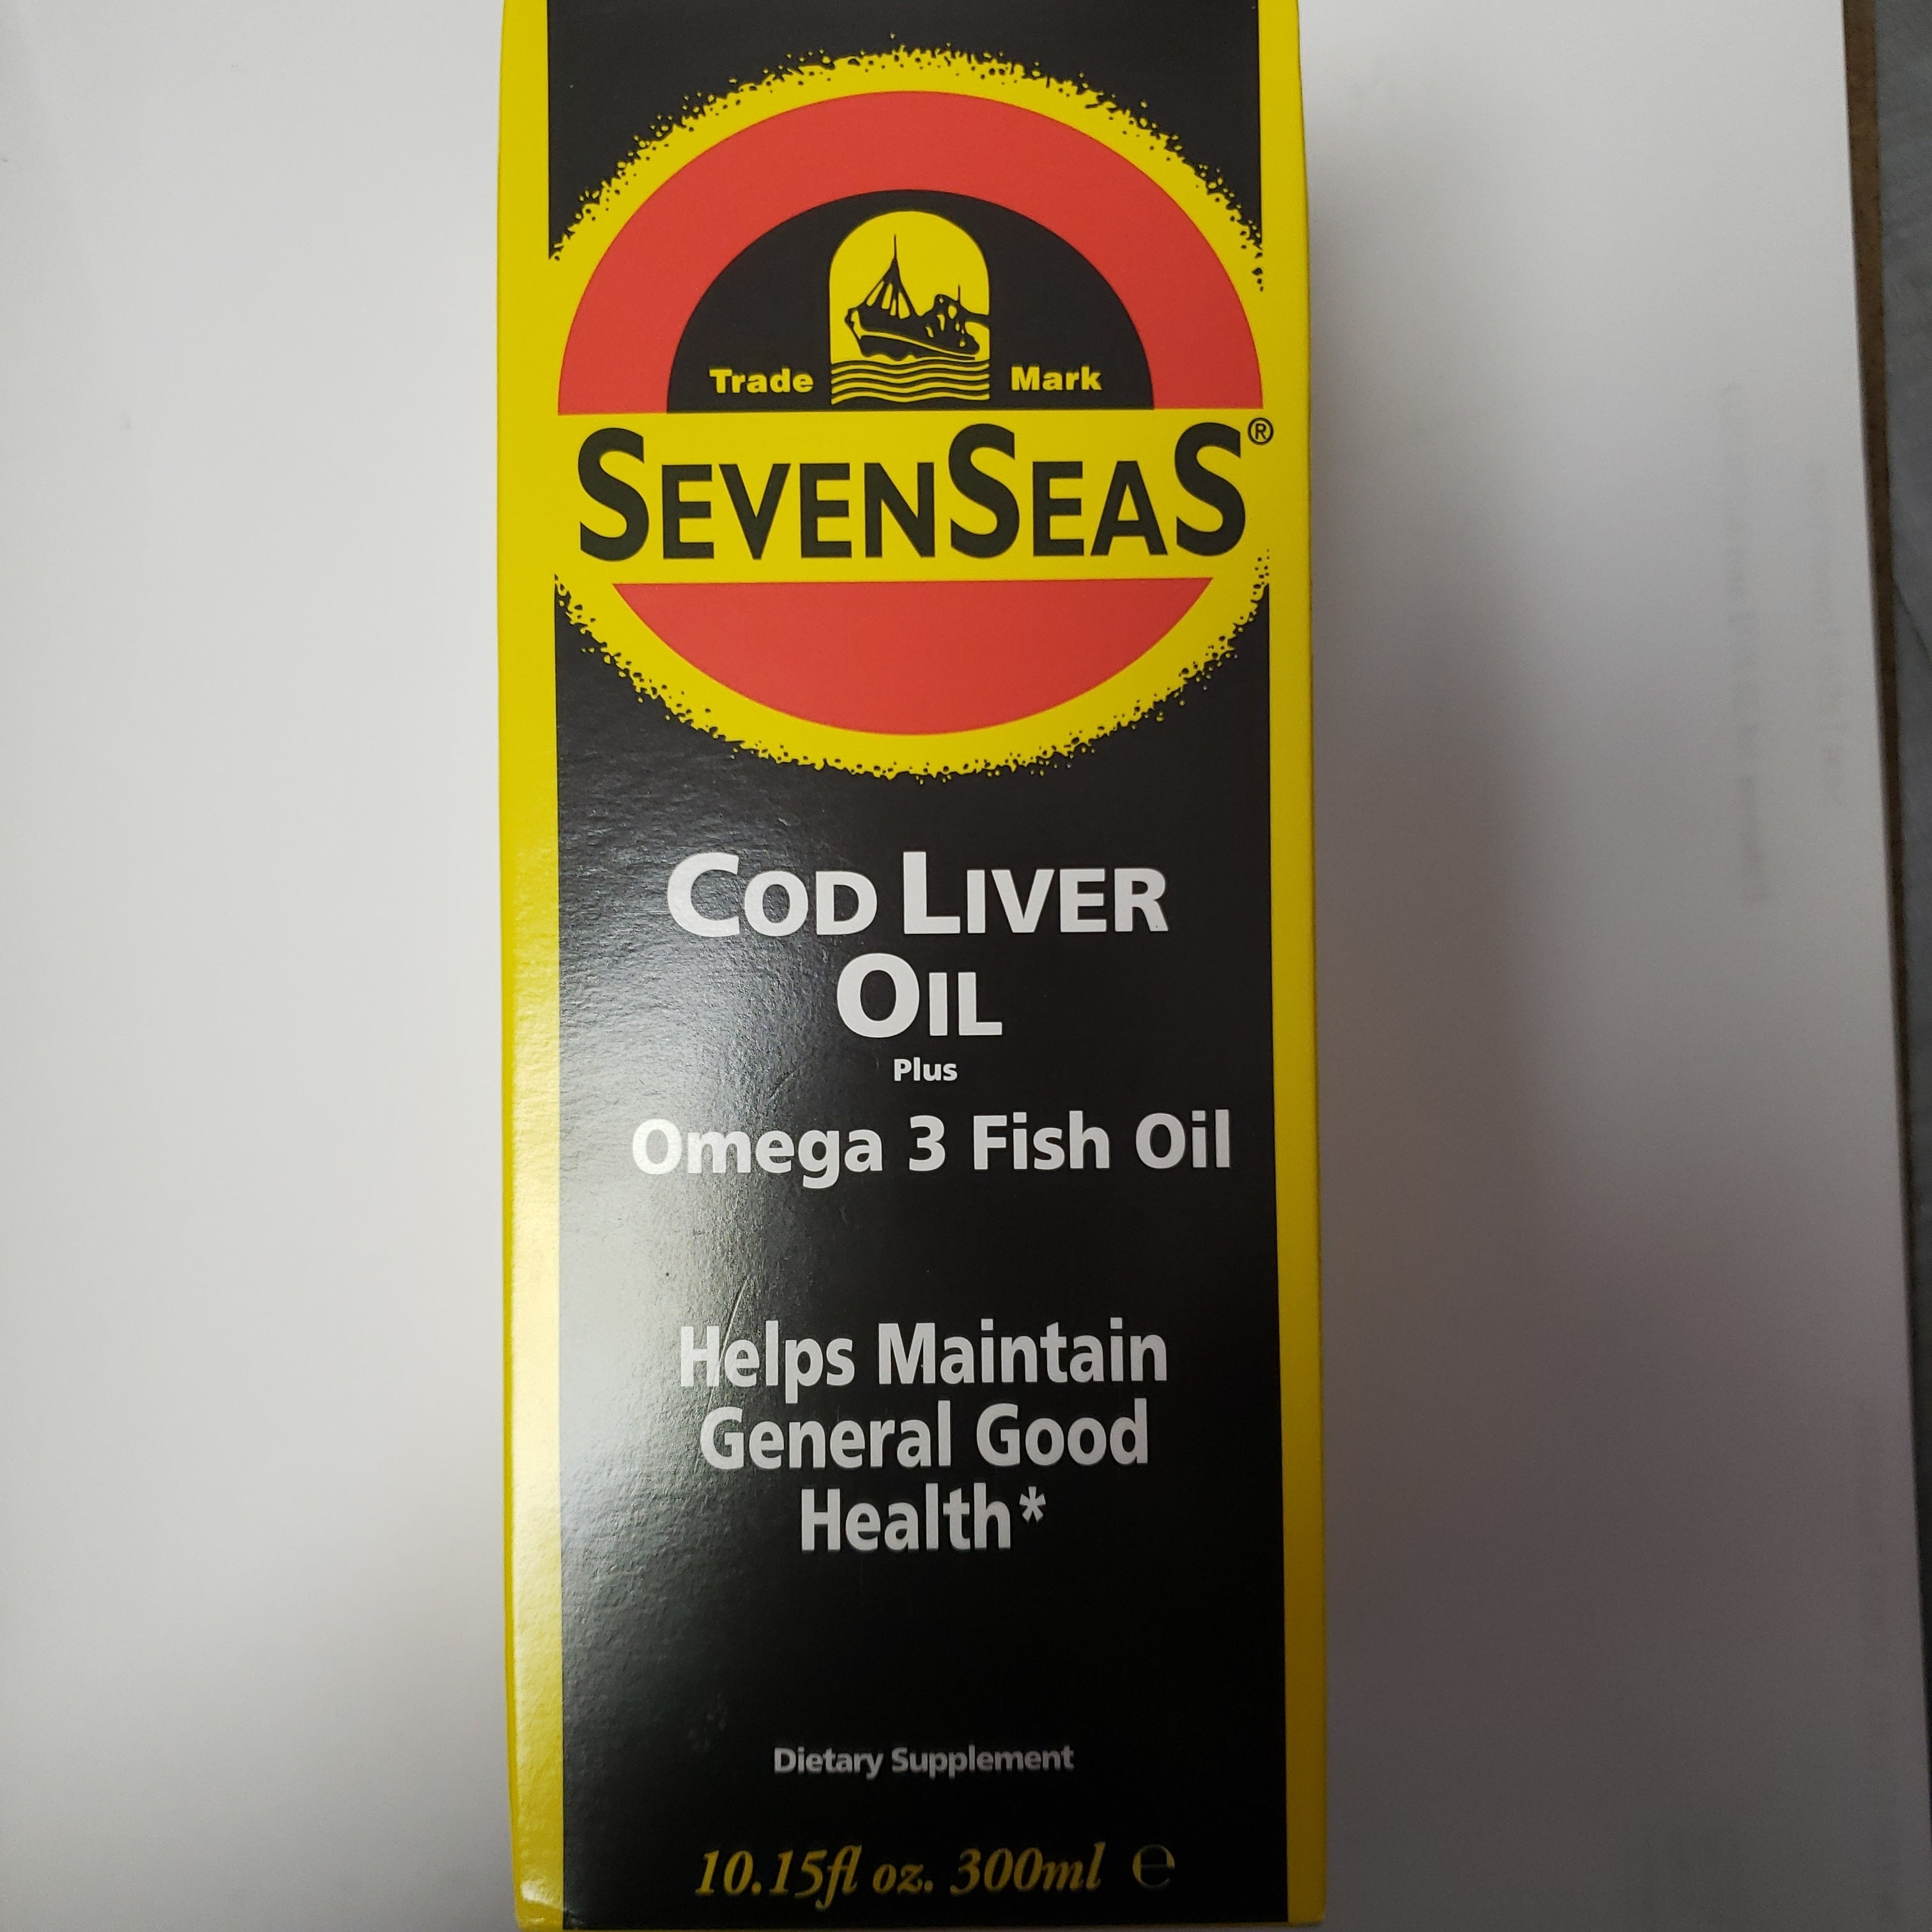 Trade Mark
SEVENSEAS®
COD LIVER
OIL
Plus
Omega 3 Fish Oil
Helps Maintain
General Good
Health*
Dietary Supplement
10.15fl oz. 300ml ℮